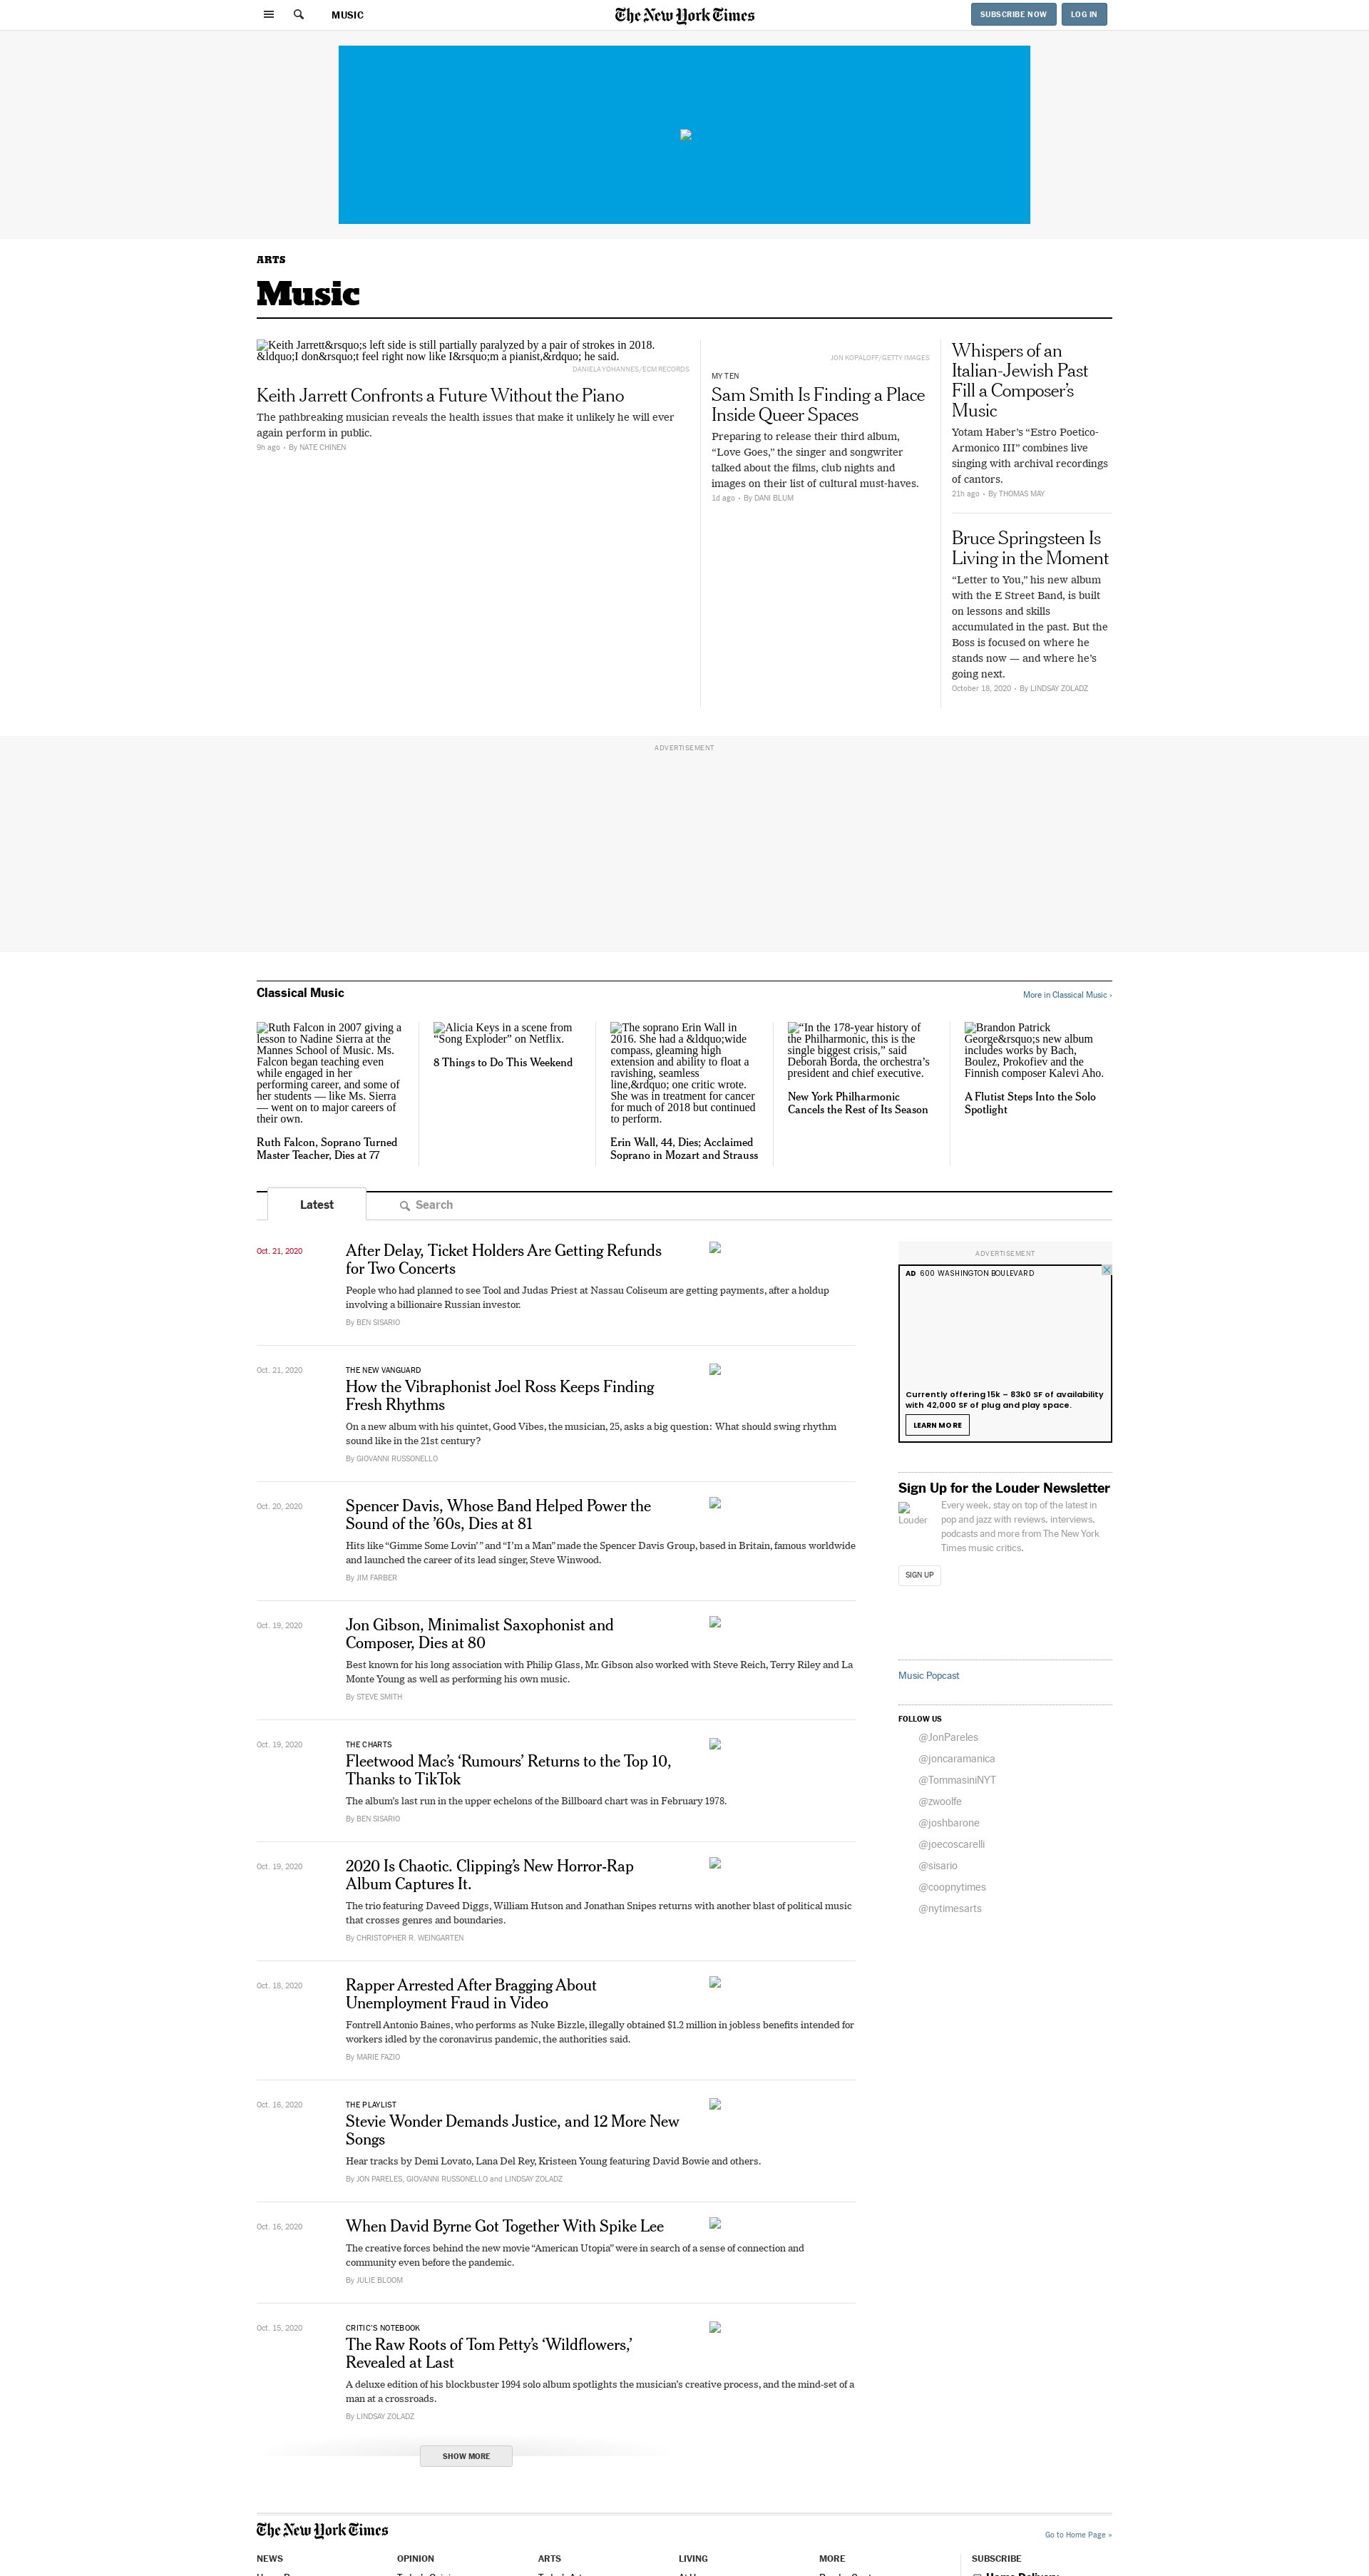 MUSIC
The New York Times
SUBSCRIBE NOW
LOG IN
ARTS
Music
Keith Jarrett&rsquo;s left side is still partially paralyzed by a pair of strokes in 2018.
&ldquo;I don&rsquo;t feel right now like I&rsquo;m a pianist,&rdquo; he said.
DANIELA YOHANNES/ECM RECORDS
Keith Jarrett Confronts a Future Without the Piano
The pathbreaking musician reveals the health issues that make it unlikely he will ever
again perform in public.
9h ago • By NATE CHINEN
JON KOPALOFF/GETTY IMAGES
MY TEN
Sam Smith Is Finding a Place
Inside Queer Spaces
Preparing to release their third album,
“Love Goes,” the singer and songwriter
talked about the films, club nights and
images on their list of cultural must-haves.
1d ago • By DANI BLUM
Whispers of an
Italian-Jewish Past
Fill a Composer’s
Music
Yotam Haber’s “Estro Poetico-
Armonico III” combines live
singing with archival recordings
of cantors.
21h ago • By THOMAS MAY
Bruce Springsteen Is
Living in the Moment
“Letter to You,” his new album
with the E Street Band, is built
on lessons and skills
accumulated in the past. But the
Boss is focused on where he
stands now — and where he’s
going next.
October 18, 2020 • By LINDSAY ZOLADZ
ADVERTISEMENT
Classical Music
More in Classical Music ›
Ruth Falcon in 2007 giving a
lesson to Nadine Sierra at the
Mannes School of Music. Ms.
Falcon began teaching even
while engaged in her
performing career, and some of
her students — like Ms. Sierra
— went on to major careers of
their own.
Ruth Falcon, Soprano Turned
Master Teacher, Dies at 77
Alicia Keys in a scene from
“Song Exploder” on Netflix.
8 Things to Do This Weekend
The soprano Erin Wall in
2016. She had a &ldquo;wide
compass, gleaming high
extension and ability to float a
ravishing, seamless
line,&rdquo; one critic wrote.
She was in treatment for cancer
for much of 2018 but continued
to perform.
Erin Wall, 44, Dies; Acclaimed
Soprano in Mozart and Strauss
“In the 178-year history of
the Philharmonic, this is the
single biggest crisis,” said
Deborah Borda, the orchestra’s
president and chief executive.
New York Philharmonic
Cancels the Rest of Its Season
Brandon Patrick
George&rsquo;s new album
includes works by Bach,
Boulez, Prokofiev and the
Finnish composer Kalevi Aho.
A Flutist Steps Into the Solo
Spotlight
Latest
Search
Oct. 21, 2020
After Delay, Ticket Holders Are Getting Refunds
for Two Concerts
People who had planned to see Tool and Judas Priest at Nassau Coliseum are getting payments, after a holdup
involving a billionaire Russian investor.
By BEN SISARIO
Oct. 21, 2020
THE NEW VANGUARD
How the Vibraphonist Joel Ross Keeps Finding
Fresh Rhythms
On a new album with his quintet, Good Vibes, the musician, 25, asks a big question: What should swing rhythm
sound like in the 21st century?
By GIOVANNI RUSSONELLO
Oct. 20, 2020
Spencer Davis, Whose Band Helped Power the
Sound of the ’60s, Dies at 81
Hits like “Gimme Some Lovin’ ” and “I’m a Man” made the Spencer Davis Group, based in Britain, famous worldwide
and launched the career of its lead singer, Steve Winwood.
By JIM FARBER
Oct. 19, 2020
Jon Gibson, Minimalist Saxophonist and
Composer, Dies at 80
Best known for his long association with Philip Glass, Mr. Gibson also worked with Steve Reich, Terry Riley and La
Monte Young as well as performing his own music.
By STEVE SMITH
Oct. 19, 2020
THE CHARTS
Fleetwood Mac’s ‘Rumours’ Returns to the Top 10,
Thanks to TikTok
The album’s last run in the upper echelons of the Billboard chart was in February 1978.
By BEN SISARIO
Oct. 19, 2020
2020 Is Chaotic. Clipping’s New Horror-Rap
Album Captures It.
The trio featuring Daveed Diggs, William Hutson and Jonathan Snipes returns with another blast of political music
that crosses genres and boundaries.
By CHRISTOPHER R. WEINGARTEN
Oct. 18, 2020
Rapper Arrested After Bragging About
Unemployment Fraud in Video
Fontrell Antonio Baines, who performs as Nuke Bizzle, illegally obtained $1.2 million in jobless benefits intended for
workers idled by the coronavirus pandemic, the authorities said.
By MARIE FAZIO
Oct. 16, 2020
THE PLAYLIST
Stevie Wonder Demands Justice, and 12 More New
Songs
Hear tracks by Demi Lovato, Lana Del Rey, Kristeen Young featuring David Bowie and others.
By JON PARELES, GIOVANNI RUSSONELLO and LINDSAY ZOLADZ
Oct. 16, 2020
When David Byrne Got Together With Spike Lee
The creative forces behind the new movie “American Utopia” were in search of a sense of connection and
community even before the pandemic.
By JULIE BLOOM
Oct. 15, 2020
CRITIC’S NOTEBOOK
The Raw Roots of Tom Petty’s ‘Wildflowers,’
Revealed at Last
A deluxe edition of his blockbuster 1994 solo album spotlights the musician’s creative process, and the mind-set of a
man at a crossroads.
By LINDSAY ZOLADZ
SHOW MORE
ADVERTISEMENT
AD 600 WASHINGTON BOULEVARD
Currently offering 15k – 83k0 SF of availability
with 42,000 SF of plug and play space.
LEARN MORE
Sign Up for the Louder Newsletter
Louder
Every week, stay on top of the latest in
pop and jazz with reviews, interviews,
podcasts and more from The New York
Times music critics.
SIGN UP
Music Popcast
FOLLOW US
@JonPareles
@joncaramanica
@TommasiniNYT
@zwoolfe
@joshbarone
@joecoscarelli
@sisario
@coopnytimes
@nytimesarts
The New York Times
Go to Home Page »
NEWS
OPINION
ARTS
LIVING
MORE
SUBSCRIBE